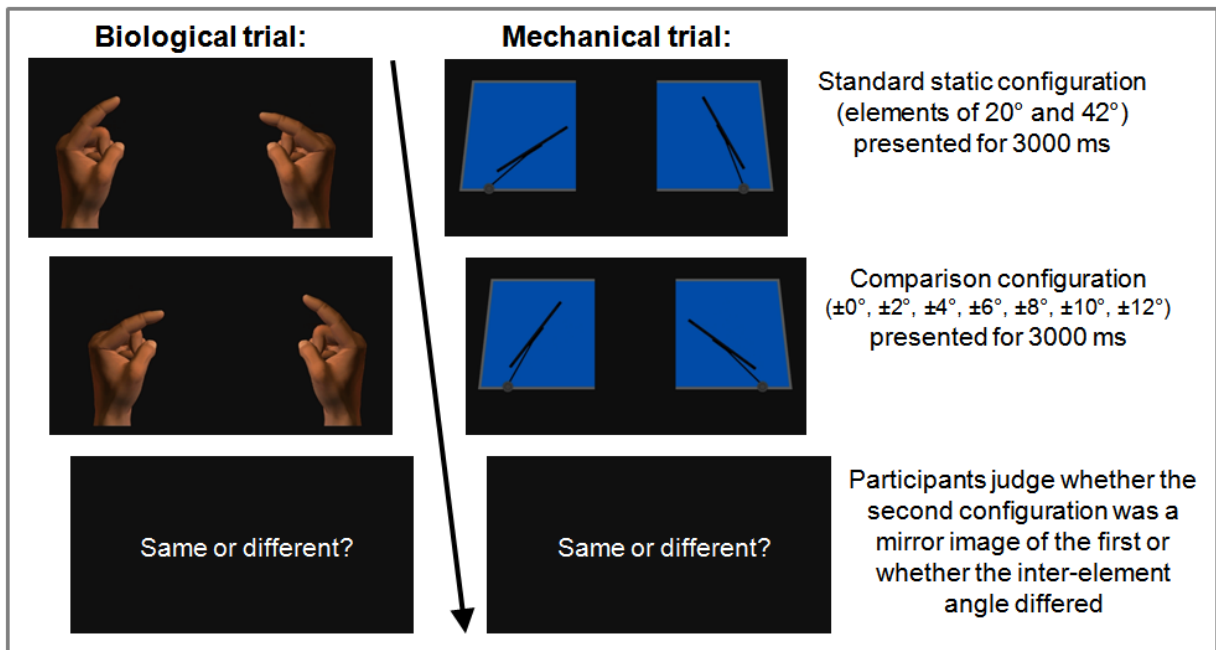 Biological trial:
Mechanical trial:
Standard static configuration
(elements of 20° and 42°)
presented for 3000 ms
Comparison configuration
(±0°, ±2°, ±4°, ±6°, ±8°, ±10°, ±12°)
presented for 3000 ms
Same or different?
Same or different?
Participants judge whether the
second configuration was a
mirror image of the first or
whether the inter-element
angle differed